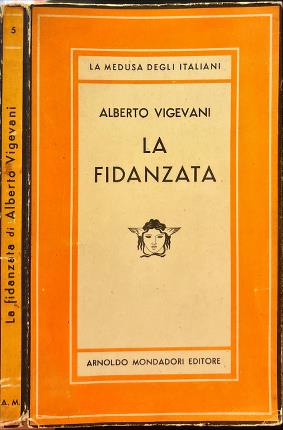 5
La fidanzata di Alberto Vigevani
A. M.
LA MEDUSA DEGLI ITALIANI
ALBERTO VIGEVANI
LA
FIDANZATA
ARNOLDO MONDADORI EDITORE